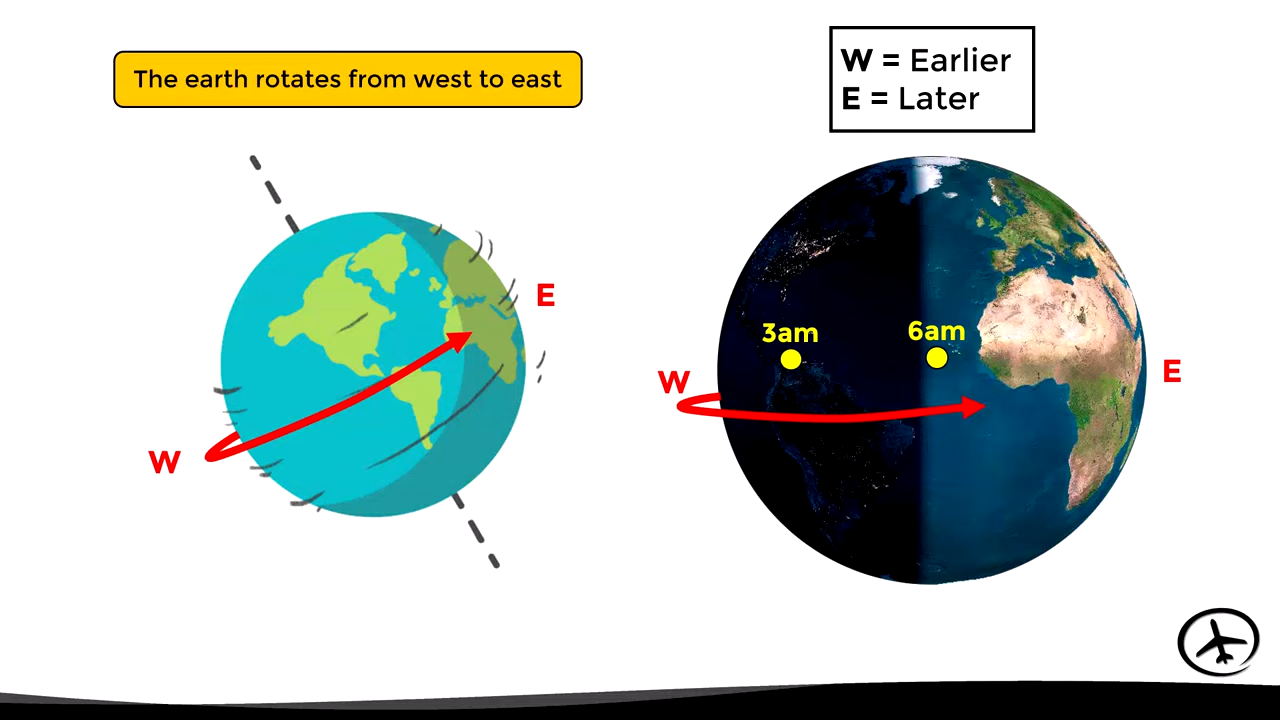 The earth rotates from west to east
W = Earlier
E = Later
E
W
3am
6am
W
E